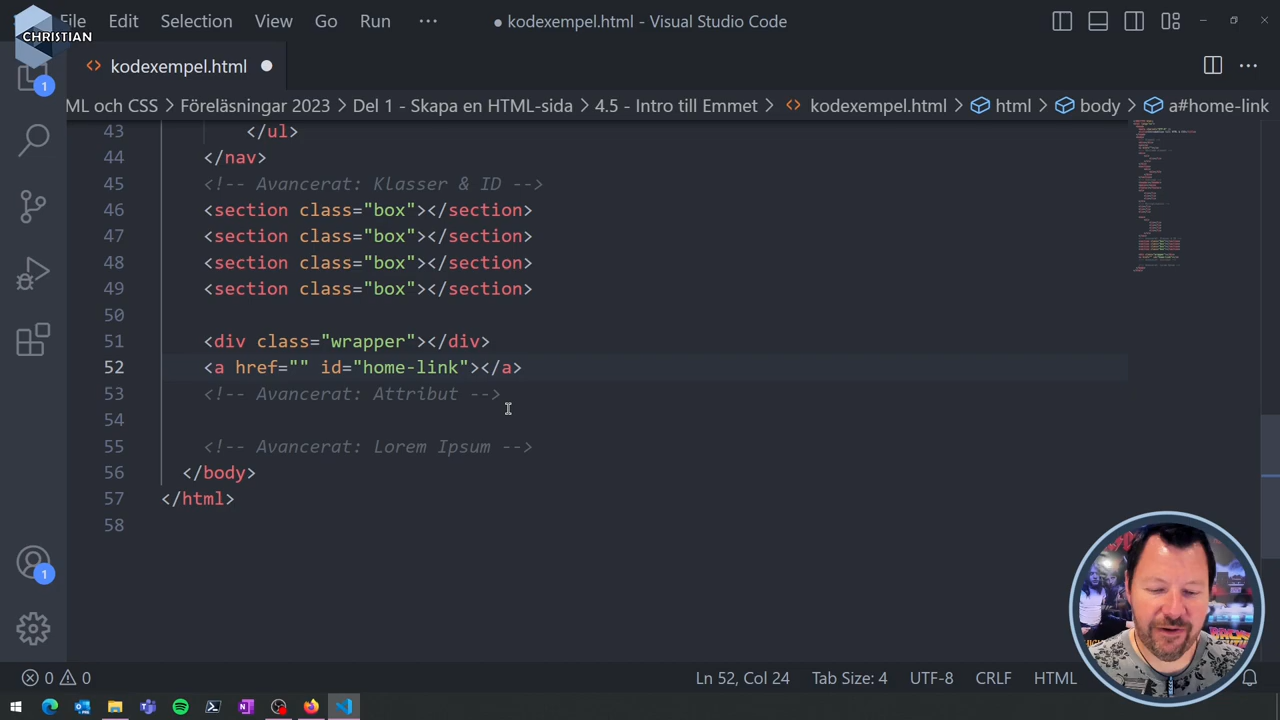 File Edit Selection View Go Run ··· ● kodexempel.html - Visual Studio Code
CHRISTIAN
kodexempel.html
1
ML och CSS > Föreläsningar 2023 > Del 1 - Skapa en HTML-sida > 4.5 - Intro till Emmet > kodexempel.html > html > body > a#home-link
43 </ul>
44 </nav>
45 <!-- Avancerat: Klasser & ID -->
46 <section class="box"></section>
47 <section class="box"></section>
48 <section class="box"></section>
49 <section class="box"></section>
50
51 <div class="wrapper"></div>
52 <a href="" id="home-link"></a>
53 <!-- Avancerat: Attribut -->
54
55 <!-- Avancerat: Lorem Ipsum -->
56 </body>
57 </html>
58
1
0 0 Ln 52, Col 24 Tab Size: 4 UTF-8 CRLF HTML